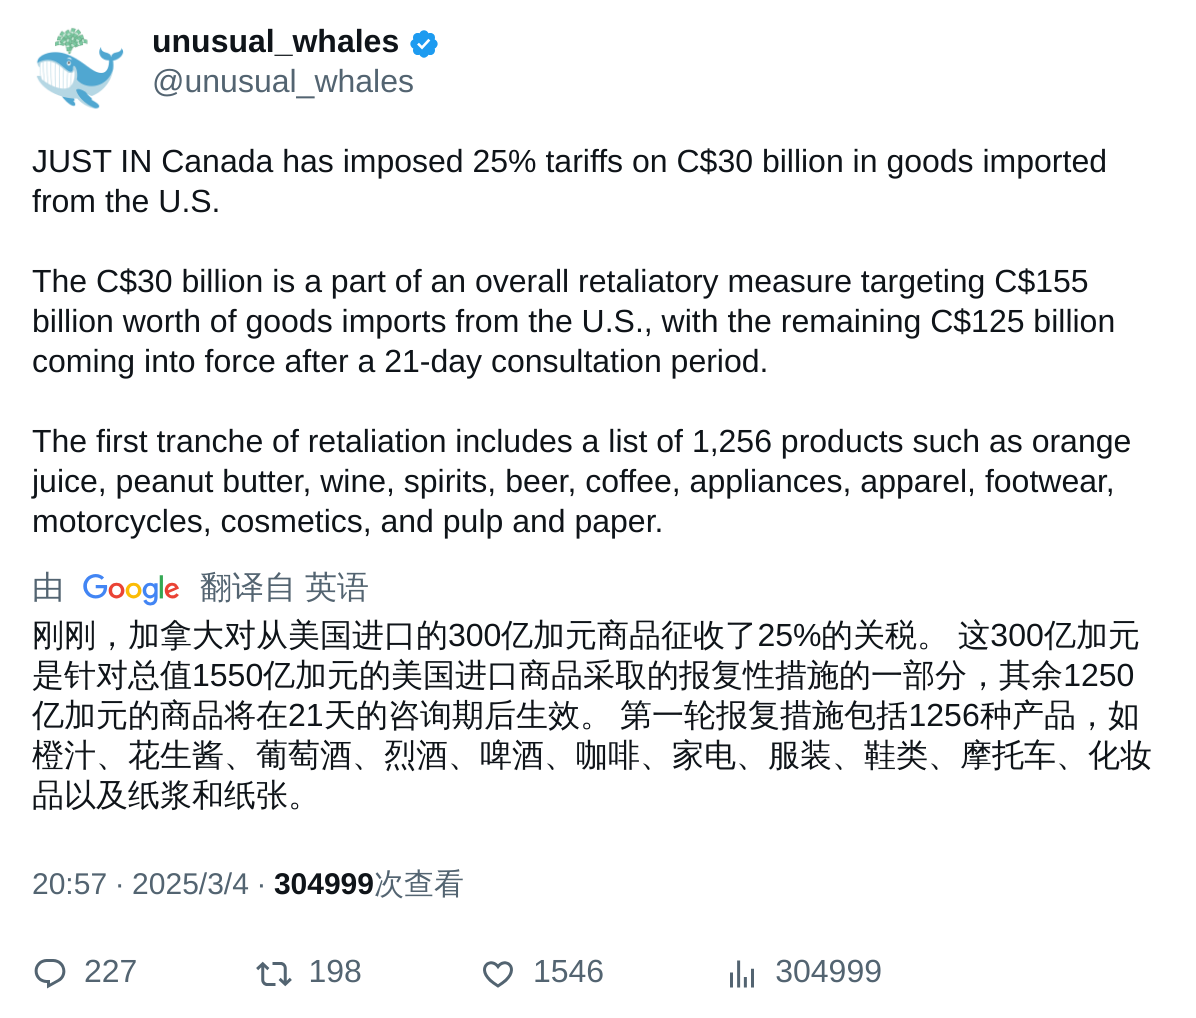 unusual_whales
@unusual_whales
JUST IN Canada has imposed 25% tariffs on C$30 billion in goods imported
from the U.S.
The C$30 billion is a part of an overall retaliatory measure targeting C$155
billion worth of goods imports from the U.S., with the remaining C$125 billion
coming into force after a 21-day consultation period.
The first tranche of retaliation includes a list of 1,256 products such as orange
juice, peanut butter, wine, spirits, beer, coffee, appliances, apparel, footwear,
motorcycles, cosmetics, and pulp and paper.
由 Google 翻译自 英语
刚刚，加拿大对从美国进口的300亿加元商品征收了25%的关税。 这300亿加元
是针对总值1550亿加元的美国进口商品采取的报复性措施的一部分，其余1250
亿加元的商品将在21天的咨询期后生效。 第一轮报复措施包括1256种产品，如
橙汁、花生酱、葡萄酒、烈酒、啤酒、咖啡、家电、服装、鞋类、摩托车、化妆
品以及纸浆和纸张。
20:57 · 2025/3/4 · 304999次查看
227 198 1546 304999